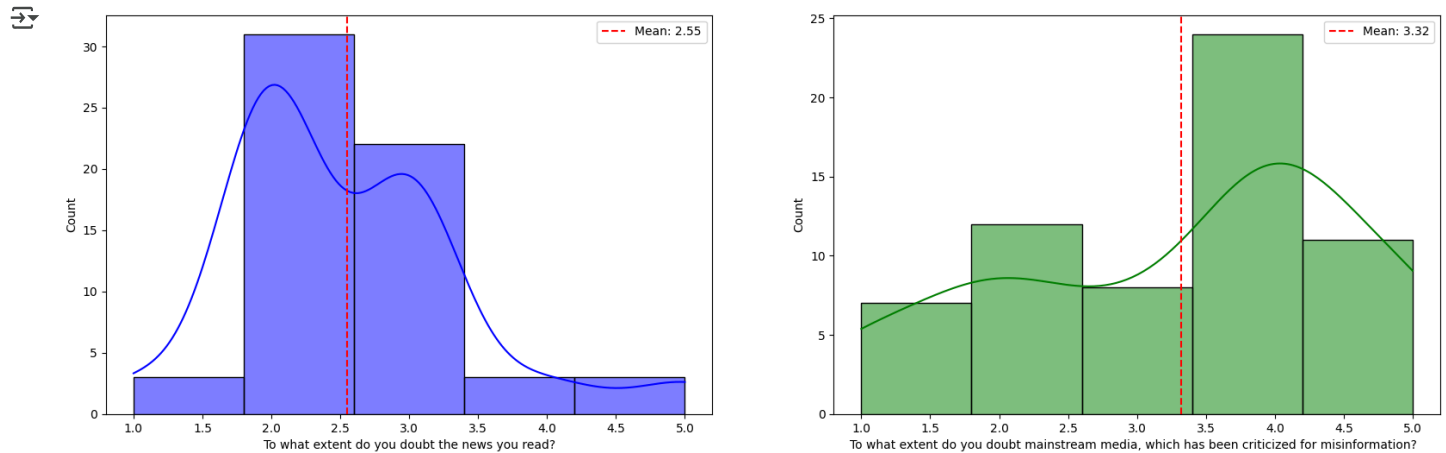 Mean: 2.55
30
25
20
15
10
5
0
Count
1.0 1.5 2.0 2.5 3.0 3.5 4.0 4.5 5.0
To what extent do you doubt the news you read?
Mean: 3.32
25
20
15
10
5
0
Count
1.0 1.5 2.0 2.5 3.0 3.5 4.0 4.5 5.0
To what extent do you doubt mainstream media, which has been criticized for misinformation?